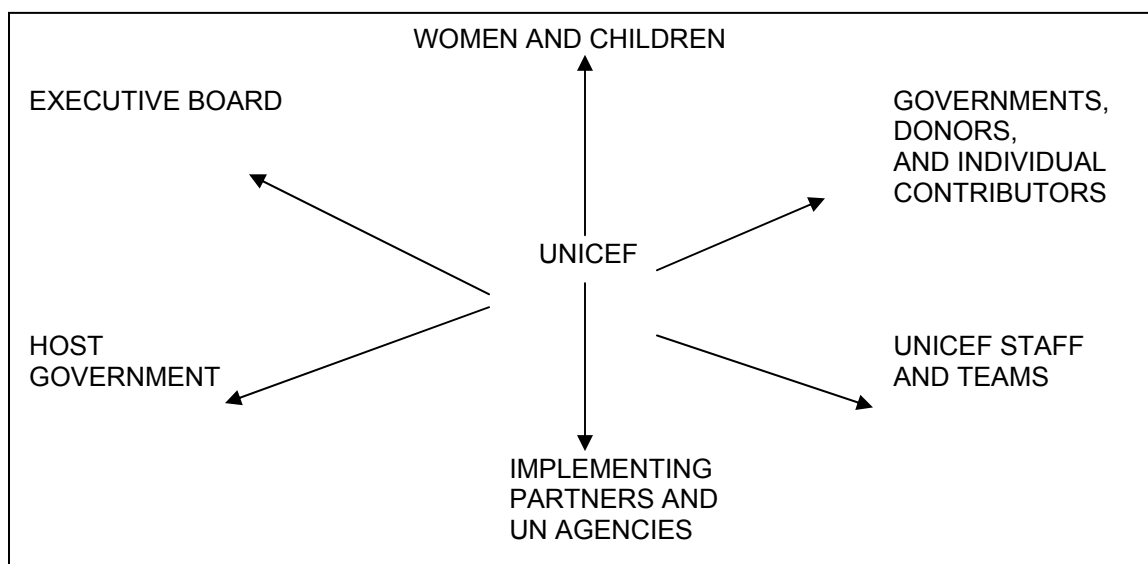 WOMEN AND CHILDREN
EXECUTIVE BOARD
GOVERNMENTS,
DONORS,
AND INDIVIDUAL
CONTRIBUTORS
UNICEF
HOST
GOVERNMENT
UNICEF STAFF
AND TEAMS
IMPLEMENTING
PARTNERS AND
UN AGENCIES